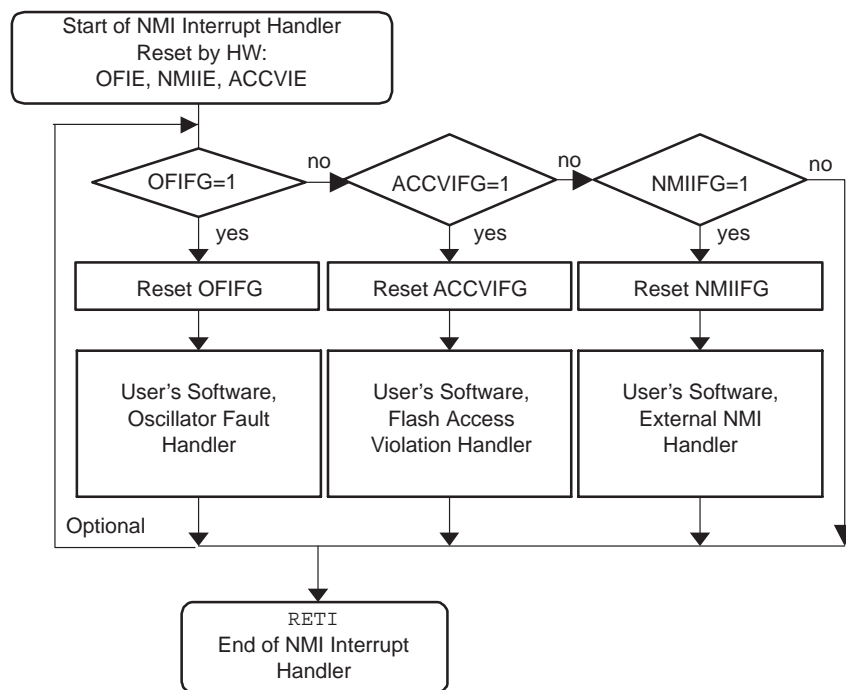 Start of NMI Interrupt Handler
Reset by HW:
OFIE, NMIIE, ACCVIE
no
no
no
OFIFG=1
ACCVIFG=1
NMIIFG=1
yes
yes
yes
Reset OFIFG
Reset ACCVIFG
Reset NMIIFG
User's Software,
Oscillator Fault
Handler
User's Software,
Flash Access
Violation Handler
User's Software,
External NMI
Handler
Optional
RETI
End of NMI Interrupt
Handler